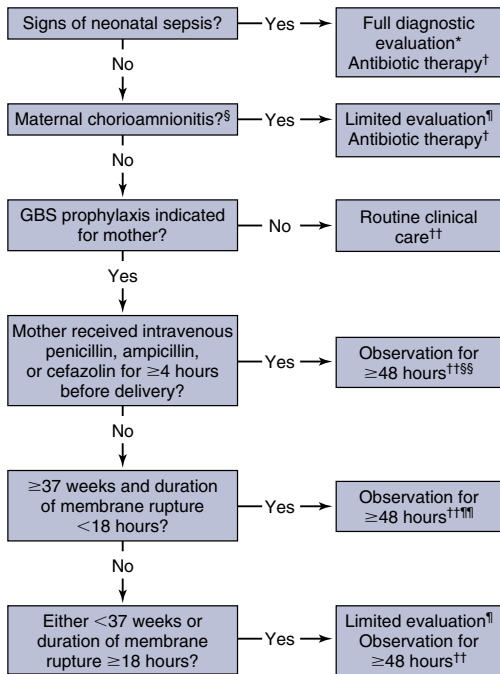 Signs of neonatal sepsis?
Yes
Full diagnostic
evaluation*
Antibiotic therapy†
No
Maternal chorioamnionitis?§
Yes
Limited evaluation¶
Antibiotic therapy†
No
GBS prophylaxis indicated
for mother?
No
Routine clinical
care††
Yes
Mother received intravenous
penicillin, ampicillin,
or cefazolin for ≥4 hours
before delivery?
Yes
Observation for
≥48 hours††§§
No
≥37 weeks and duration
of membrane rupture
<18 hours?
Yes
Observation for
≥48 hours††¶¶
No
Either <37 weeks or
duration of membrane
rupture ≥18 hours?
Yes
Limited evaluation¶
Observation for
≥48 hours††